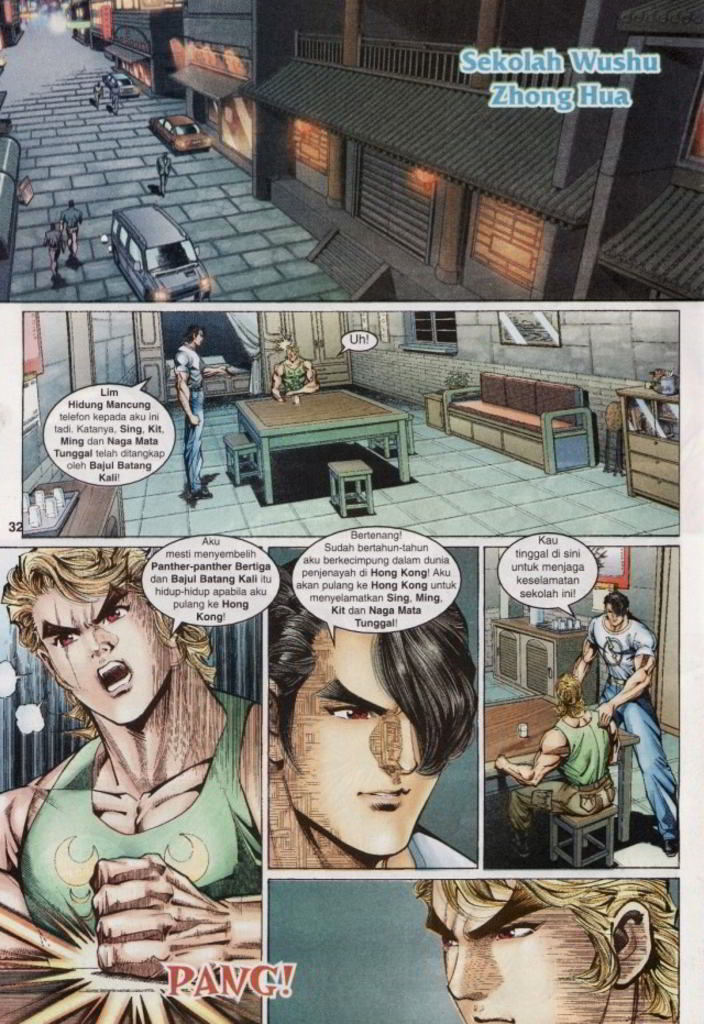 Sekolah Wushu
Zhong Hua
Uh!
Lim
Hidung Mancung
telefon kepada aku ini
tadi. Katanya, Sing, Kit,
Ming dan Naga Mata
Tunggal telah ditangkap
oleh Bajul Batang
Kali!
32
Aku
mesti menyembelih
Panther-panther Bertiga
dan Bajul Batang Kali itu
hidup-hidup apabila aku
pulang ke Hong
Kong!
Bertenang!
Sudah bertahun-tahun
aku berkecimpung dalam dunia
penjenayah di Hong Kong! Aku
akan pulang ke Hong Kong untuk
menyelamatkan Sing, Ming,
Kit dan Naga Mata
Tunggal!
Kau
tinggal di sini
untuk menjaga
keselamatan
sekolah ini!
PANG!